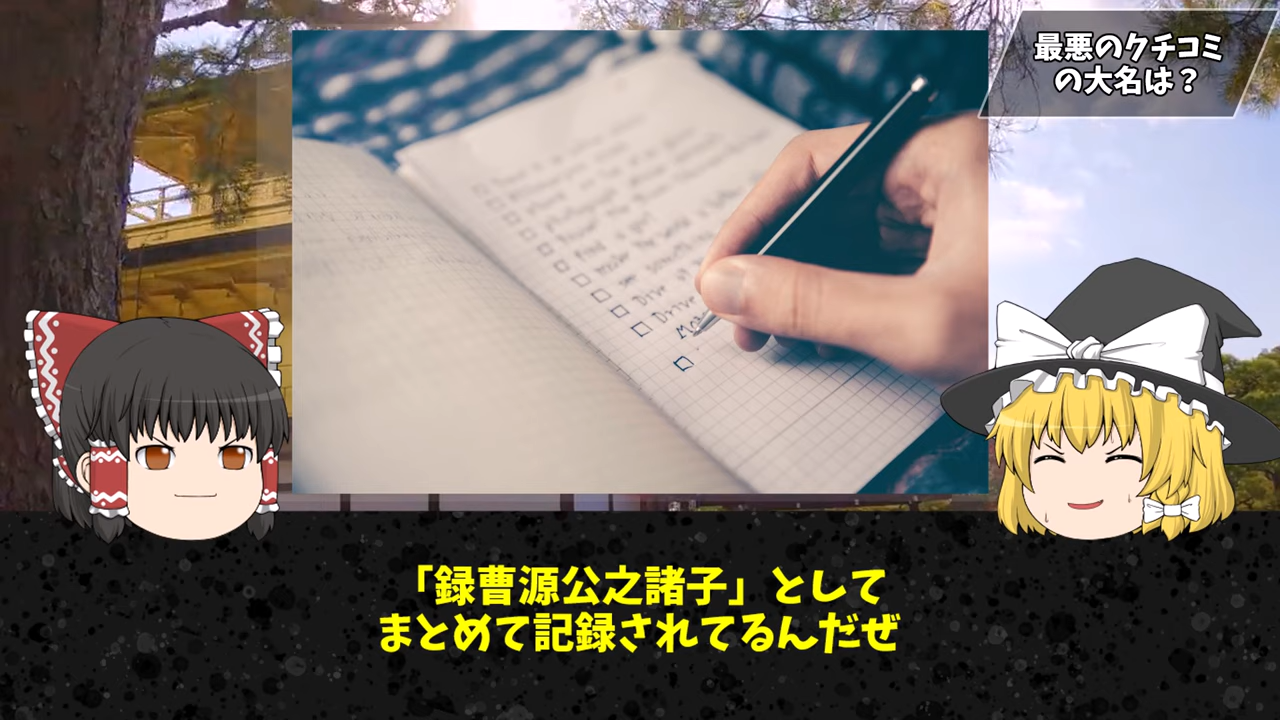 最悪のクチコミ
の大名は？
「録曹源公之諸子」として
まとめて記録されてるんだぜ